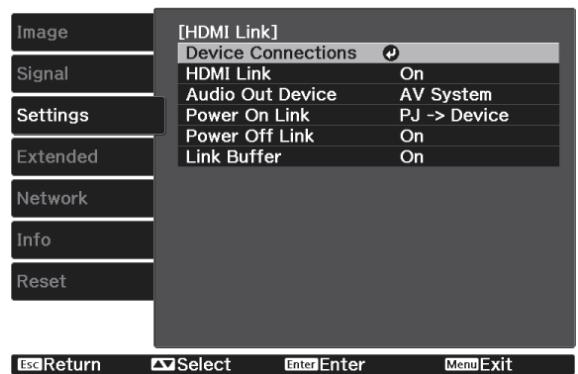 Image
Signal
Settings
Extended
Network
Info
Reset
[HDMI Link]
Device Connections
HDMI Link On
Audio Out Device AV System
Power On Link PJ -> Device
Power Off Link On
Link Buffer On
Esc Return Select Enter Enter Menu Exit